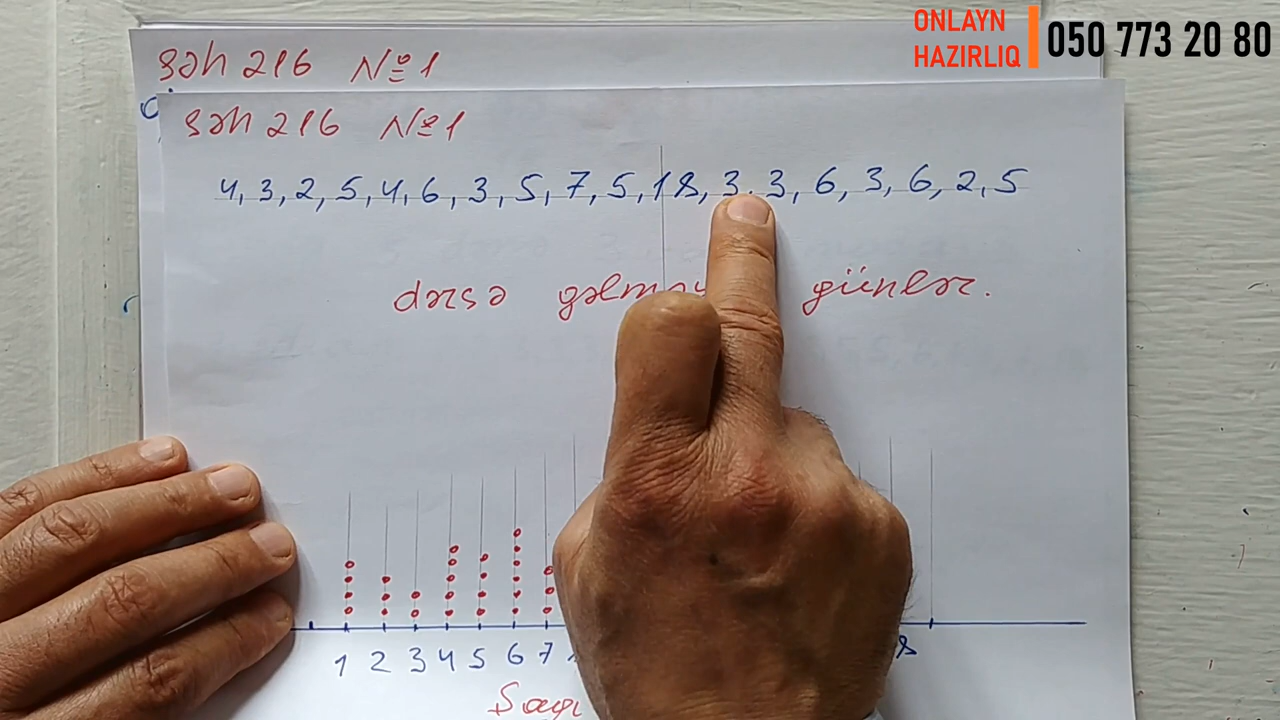 ONLAYN
HAZIRLIQ
050 773 20 80
səh 216 №1
səh 216 №1
4, 3, 2, 5, 4, 6, 3, 5, 7, 5, 18, 3, 3, 6, 3, 6, 2, 5
dərsə günlər.
1 2 3 4 5 6 7
Sayı